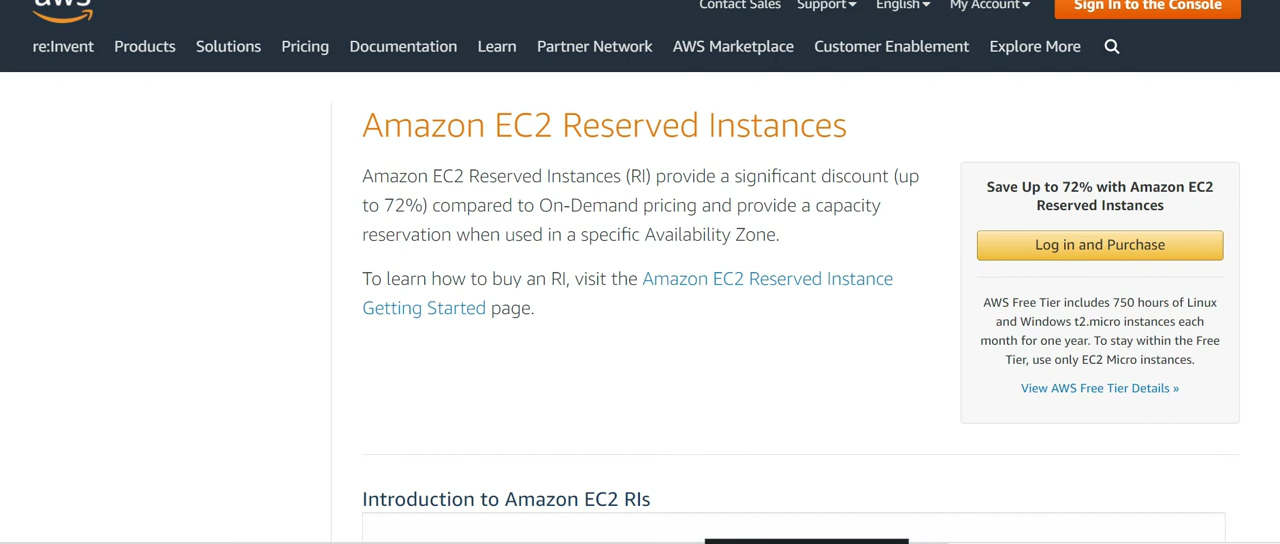 aws
Contact Sales Support English My Account Sign In to the Console
re:Invent Products Solutions Pricing Documentation Learn Partner Network AWS Marketplace Customer Enablement Explore More
Amazon EC2 Reserved Instances
Amazon EC2 Reserved Instances (RI) provide a significant discount (up
to 72%) compared to On-Demand pricing and provide a capacity
reservation when used in a specific Availability Zone.
To learn how to buy an RI, visit the Amazon EC2 Reserved Instance
Getting Started page.
Save Up to 72% with Amazon EC2
Reserved Instances
Log in and Purchase
AWS Free Tier includes 750 hours of Linux
and Windows t2.micro instances each
month for one year. To stay within the Free
Tier, use only EC2 Micro instances.
View AWS Free Tier Details »
Introduction to Amazon EC2 RIs